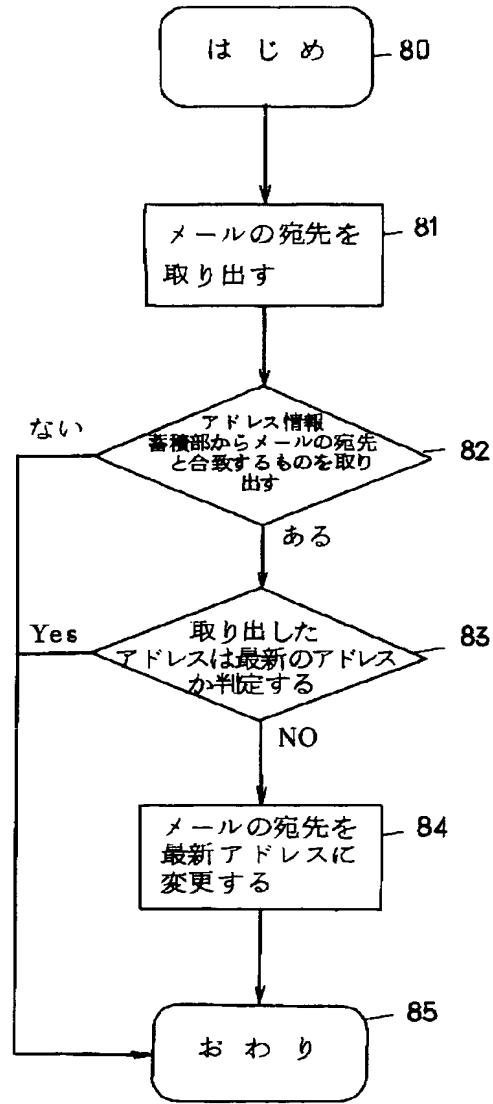 はじめ
80
メールの宛先を
取り出す
81
アドレス情報
蓄積部からメールの宛先
と合致するものを取り
出す
82
ない
ある
取り出した
アドレスは最新のアドレス
か判定する
83
Yes
NO
メールの宛先を
最新アドレスに
変更する
84
おわり
85